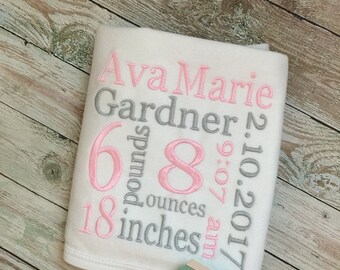 Ava Marie
Gardner
6
pounds
8
ounces
18 inches
9:07 am
2.10.2017